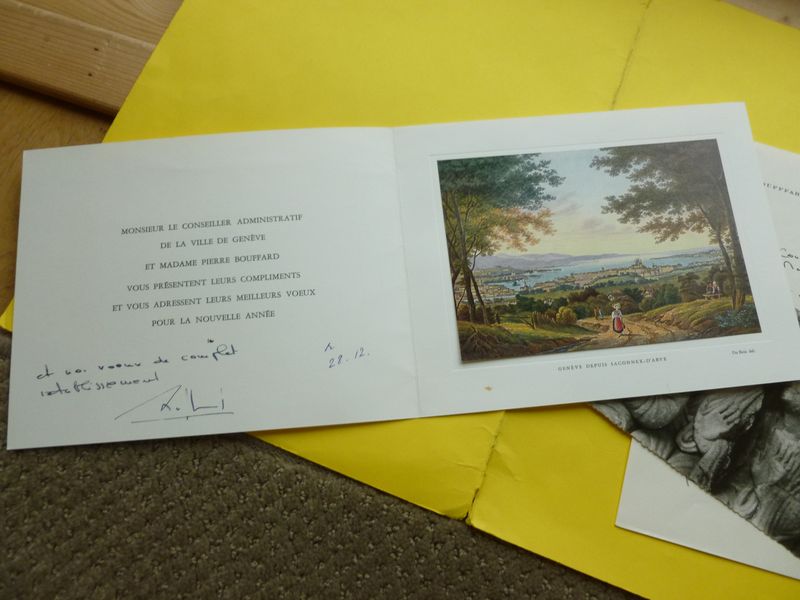 MONSIEUR LE CONSEILLER ADMINISTRATIF
DE LA VILLE DE GENÈVE
ET MADAME PIERRE BOUFFARD
VOUS PRÉSENTENT LEURS COMPLIMENTS
ET VOUS ADRESSENT LEURS MEILLEURS VOEUX
POUR LA NOUVELLE ANNÉE
et voeux de complet
rétablissement
28.12.
GENÈVE DEPUIS SACONNEX-D'ARVE